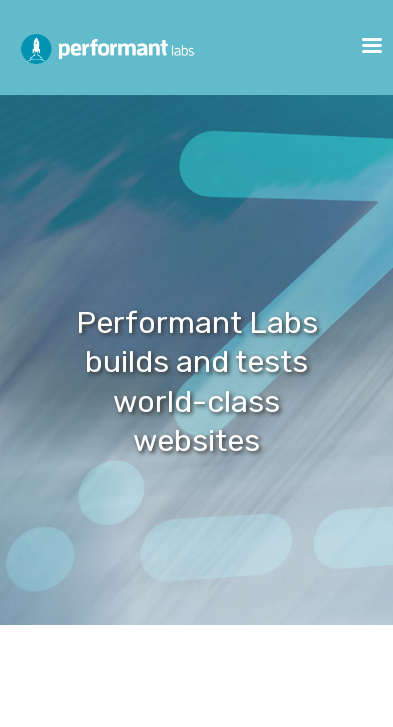 performant labs
Performant Labs
builds and tests
world-class
websites